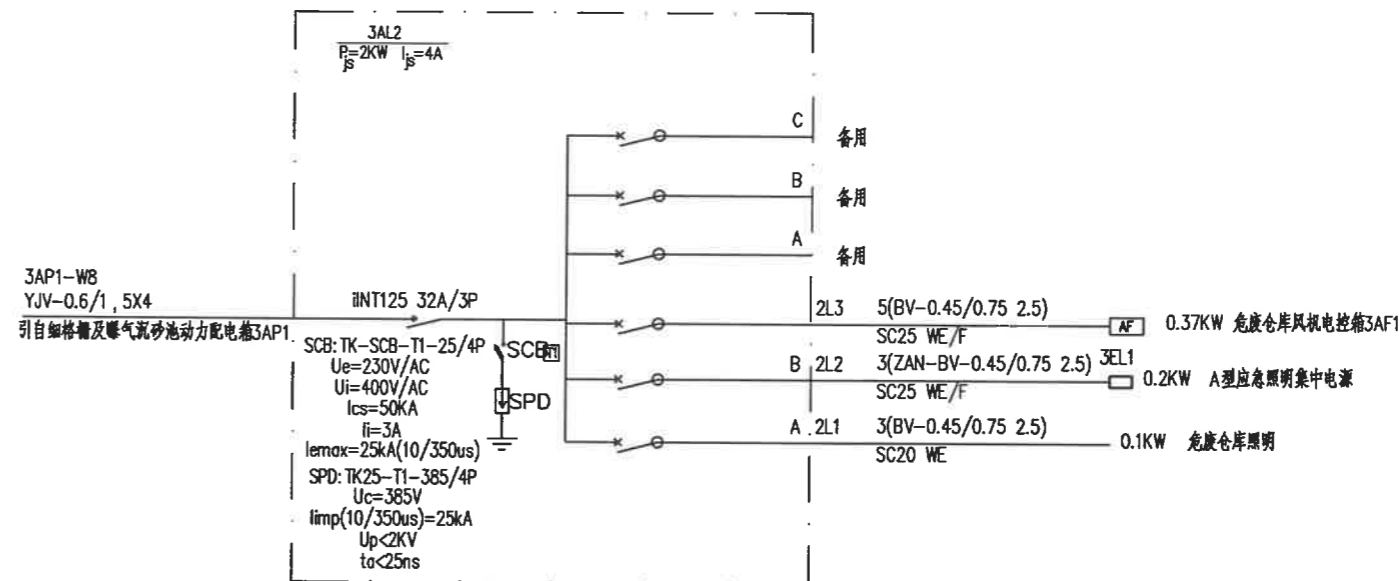 3AL2
Pjs=2KW Ijs=4A
C
备用
B
备用
A
备用
3AP1-W8
YJV-0.6/1,5X4
引自细格栅及曝气沉砂池动力配电箱3AP1
iINT125 32A/3P
SCB T1
SPD
SCB: TK-SCB-T1-25/4P
Ue=230V/AC
Ui=400V/AC
Ics=50KA
Ii=3A
Iemax=25kA(10/350us)
SPD: TK25-T1-385/4P
Uc=385V
Iimp(10/350us)=25kA
Up<2KV
ta<25ns
2L3 5(BV-0.45/0.75 2.5)
SC25 WE/F
AF 0.37KW 危废仓库风机电控箱3AF1
B 2L2 3(ZAN-BV-0.45/0.75 2.5) 3EL1
SC25 WE/F
0.2KW A型应急照明集中电源
A 2L1 3(BV-0.45/0.75 2.5)
SC20 WE
0.1KW 危废仓库照明